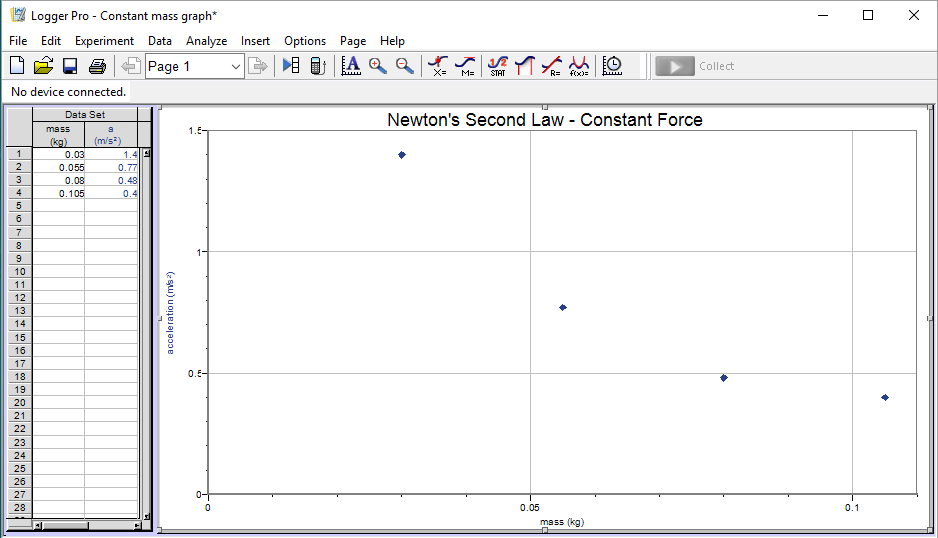 Logger Pro - Constant mass graph*
File Edit Experiment Data Analyze Insert Options Page Help
Page 1
X= M= 1/2 STAT R= f(x)= Collect
No device connected.
Data Set
mass (kg) a (m/s²)
1 0.03 1.4
2 0.055 0.77
3 0.08 0.48
4 0.105 0.4
5
6
7
8
9
10
11
12
13
14
15
16
17
18
19
20
21
22
23
24
25
26
27
28
Newton's Second Law - Constant Force
1.5
1
0.5
0
acceleration (m/s²)
0 0.05 0.1
mass (kg)